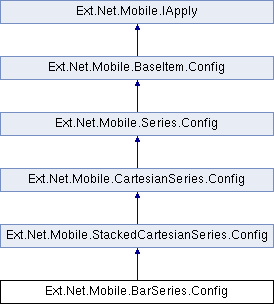 Ext.Net.Mobile.IApply
Ext.Net.Mobile.BaseItem.Config
Ext.Net.Mobile.Series.Config
Ext.Net.Mobile.CartesianSeries.Config
Ext.Net.Mobile.StackedCartesianSeries.Config
Ext.Net.Mobile.BarSeries.Config